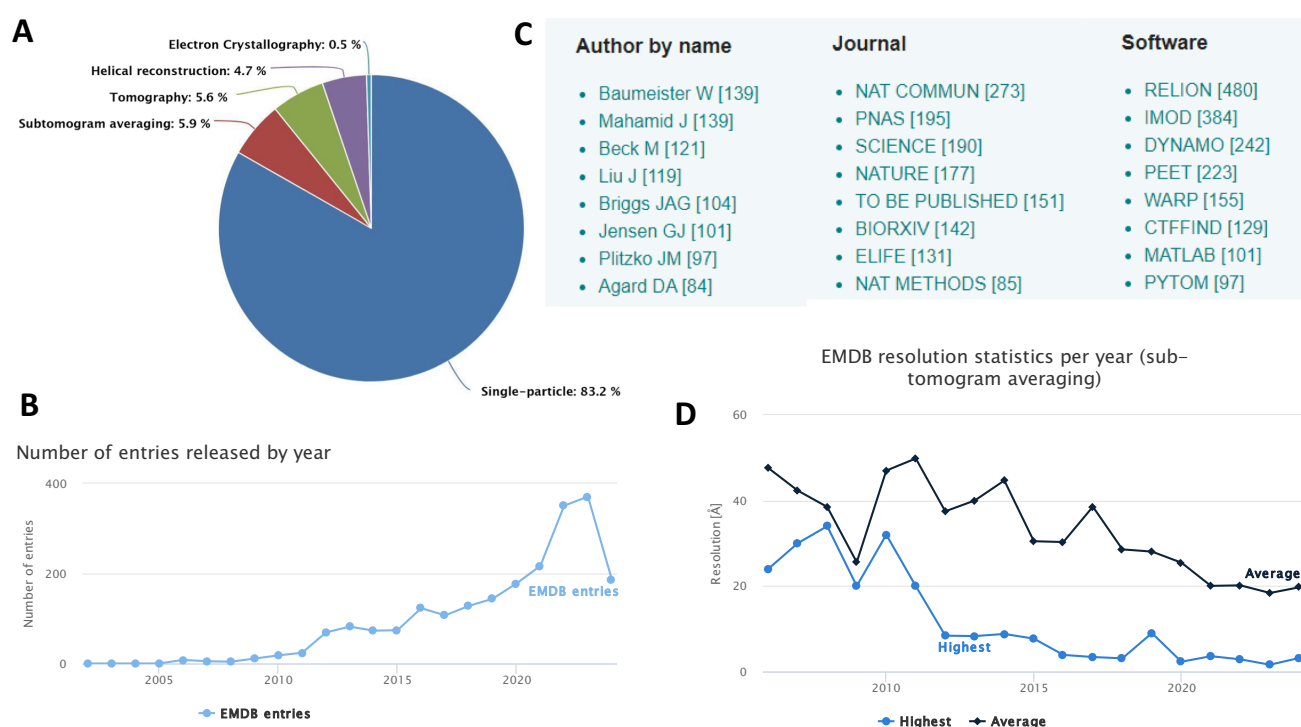 A
Electron Crystallography: 0.5 %
Helical reconstruction: 4.7 %
Tomography: 5.6 %
Subtomogram averaging: 5.9 %
Single-particle: 83.2 %
B
Number of entries released by year
Number of entries
400
200
0
EMDB entries
2005
2010
2015
2020
EMDB entries
C
Author by name
Baumeister W [139]
Mahamid J [139]
Beck M [121]
Liu J [119]
Briggs JAG [104]
Jensen GJ [101]
Plitzko JM [97]
Agard DA [84]
Journal
NAT COMMUN [273]
PNAS [195]
SCIENCE [190]
NATURE [177]
TO BE PUBLISHED [151]
BIORXIV [142]
ELIFE [131]
NAT METHODS [85]
Software
RELION [480]
IMOD [384]
DYNAMO [242]
PEET [223]
WARP [155]
CTFFIND [129]
MATLAB [101]
PYTOM [97]
D
EMDB resolution statistics per year (sub-
tomogram averaging)
Resolution [Å]
60
40
20
0
Average
Highest
2010
2015
2020
Highest
Average